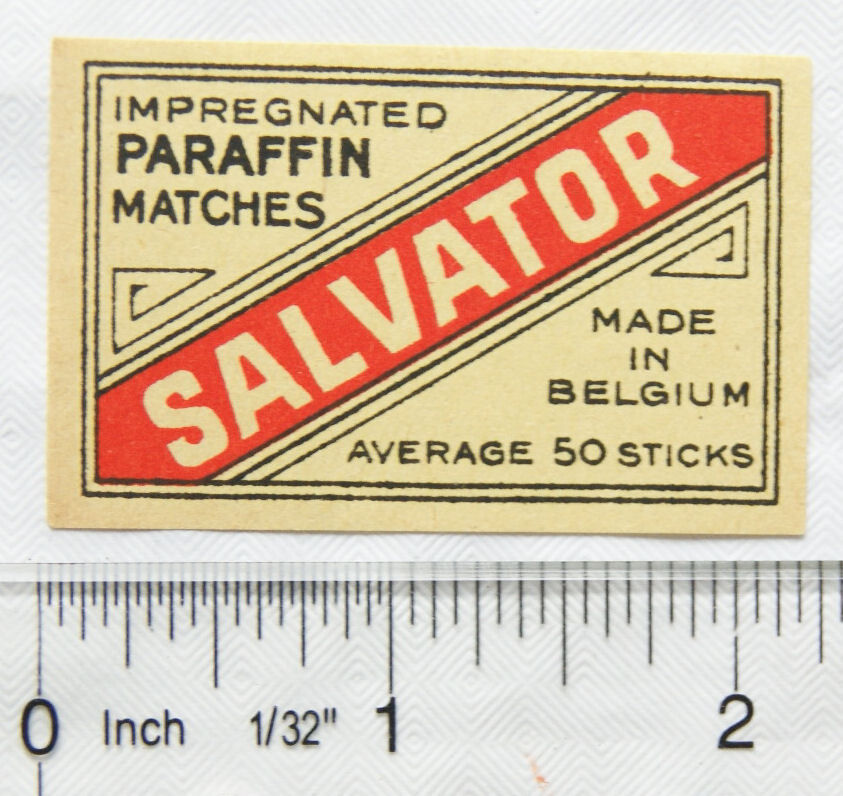 IMPREGNATED
PARAFFIN
MATCHES
SALVATOR
MADE
IN
BELGIUM
AVERAGE 50 STICKS
0 Inch 1/32" 1 2